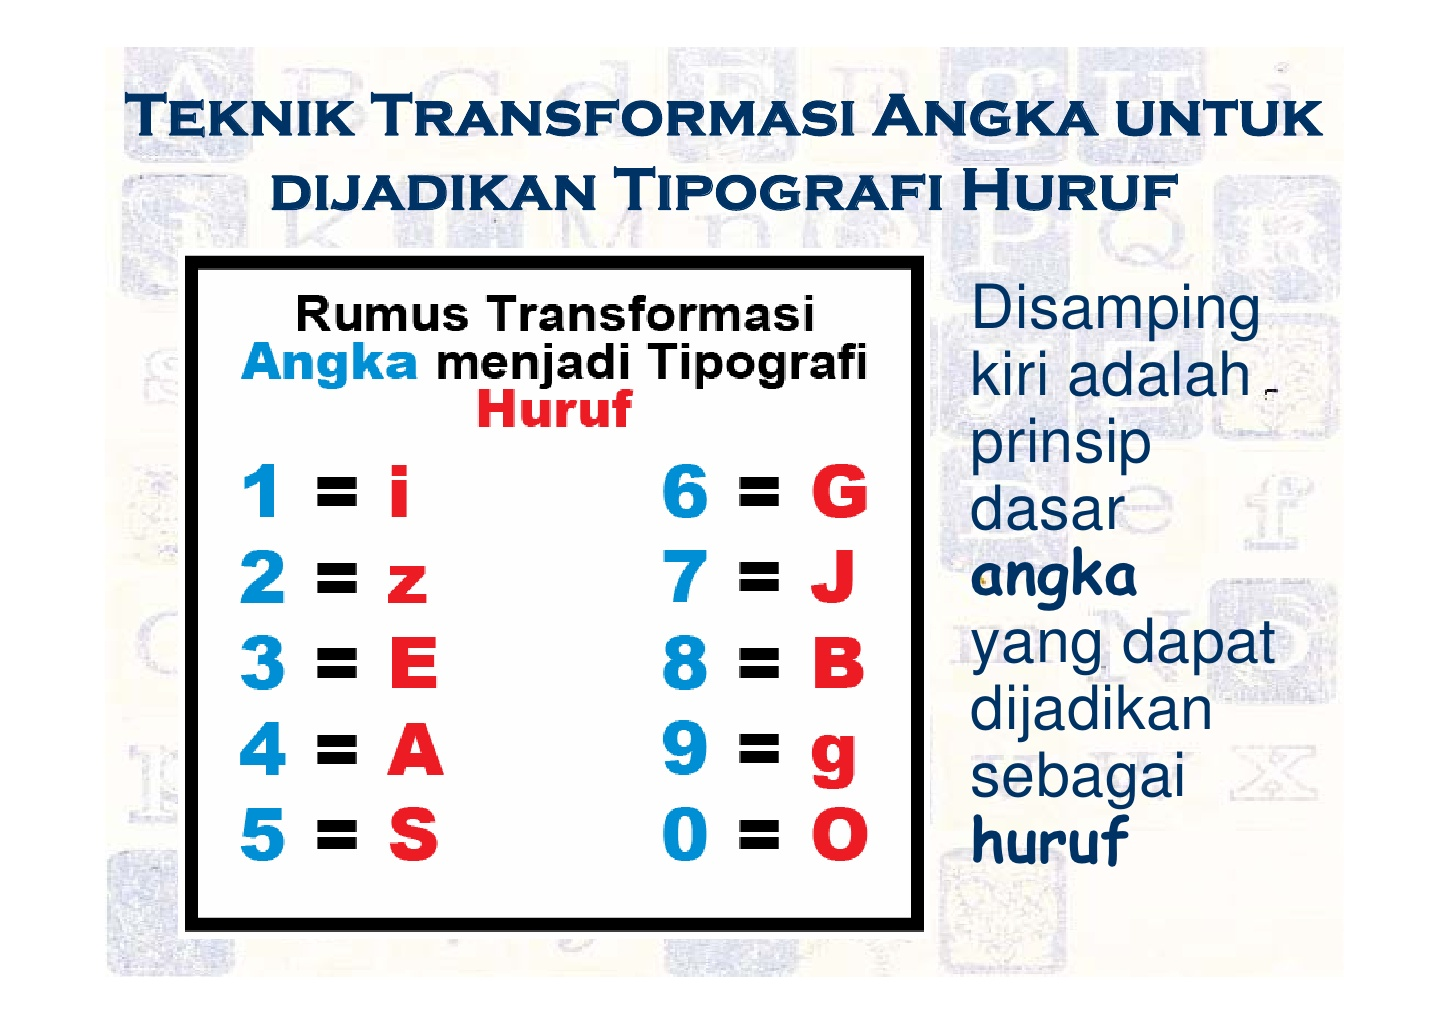 Teknik Transformasi Angka untuk
dijadikan Tipografi Huruf
Rumus Transformasi
Angka menjadi Tipografi
Huruf
1 = i
2 = z
3 = E
4 = A
5 = S
6 = G
7 = J
8 = B
9 = g
0 = O
Disamping
kiri adalah
prinsip
dasar
angka
yang dapat
dijadikan
sebagai
huruf